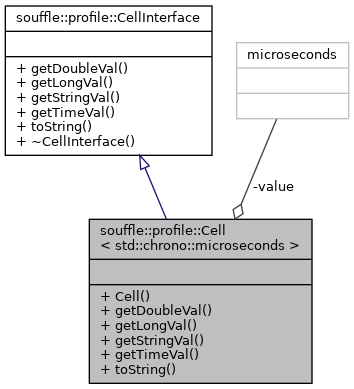 souffle::profile::CellInterface
+ getDoubleVal()
+ getLongVal()
+ getStringVal()
+ getTimeVal()
+ toString()
+ ~CellInterface()
microseconds
-value
souffle::profile::Cell
< std::chrono::microseconds >
+ Cell()
+ getDoubleVal()
+ getLongVal()
+ getStringVal()
+ getTimeVal()
+ toString()